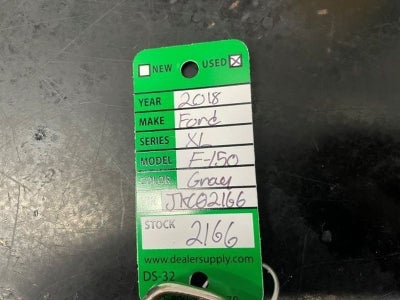 NEW USED
YEAR 2018
MAKE Ford
SERIES XL
MODEL F-150
COLOR Gray
JKC02166
STOCK 2166
www.dealersupply.com
DS-32